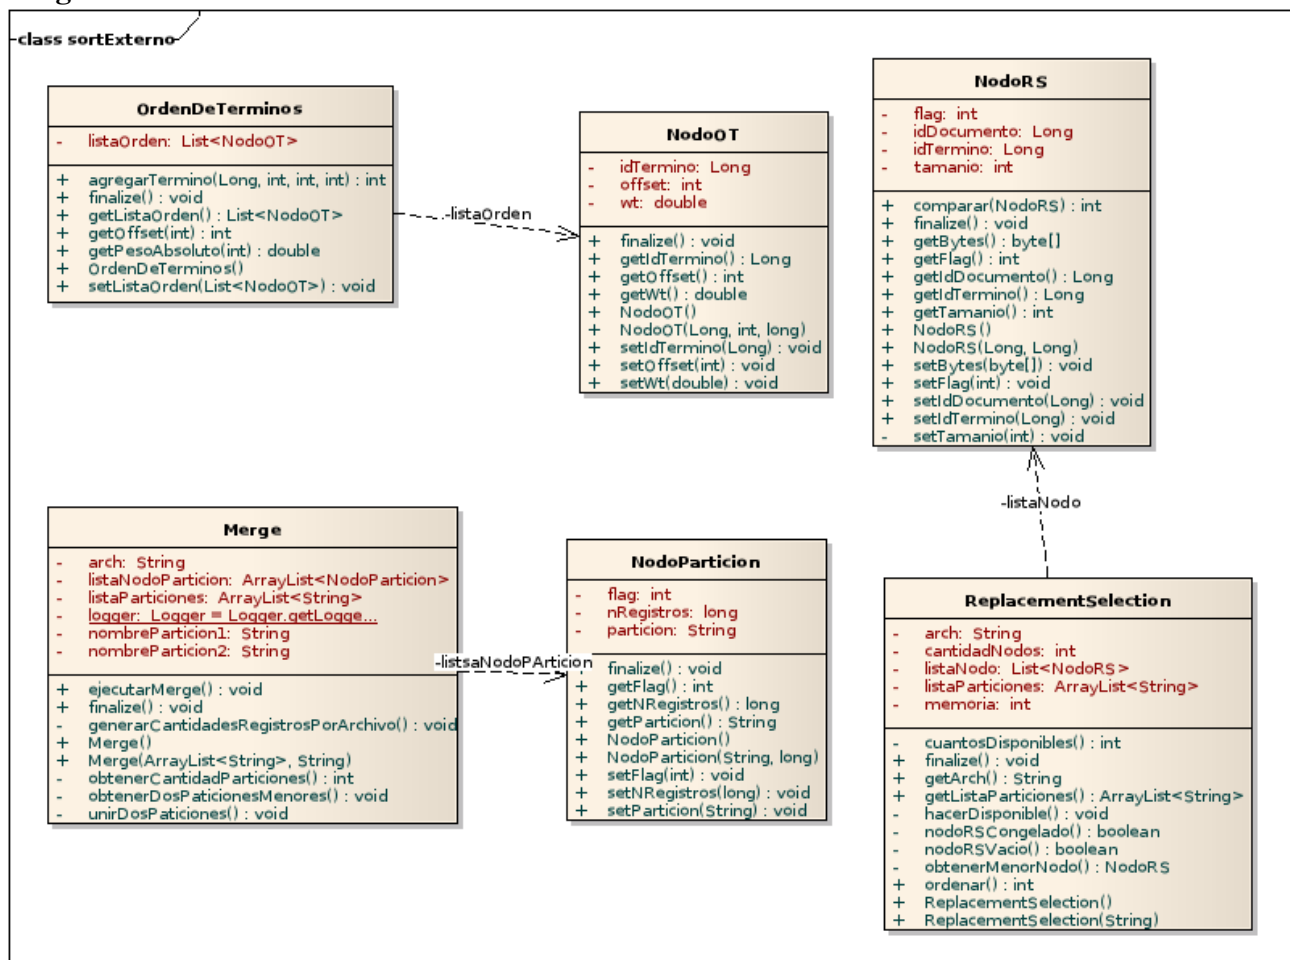 class sortExterno
OrdenDeTerminos
- listaOrden: List<NodoOT>
+ agregarTermino(Long, int, int, int) : int
+ finalize() : void
+ getListaOrden() : List<NodoOT>
+ getOffset(int) : int
+ getPesoAbsoluto(int) : double
+ OrdenDeTerminos()
+ setListaOrden(List<NodoOT>) : void
-listaOrden
NodoOT
- idTermino: Long
- offset: int
- wt: double
+ finalize() : void
+ getIdTermino() : Long
+ getOffset() : int
+ getWt() : double
+ NodoOT()
+ NodoOT(Long, int, long)
+ setIdTermino(Long) : void
+ setOffset(int) : void
+ setWt(double) : void
NodoRS
- flag: int
- idDocumento: Long
- idTermino: Long
- tamanio: int
+ comparar(NodoRS) : int
+ finalize() : void
+ getBytes() : byte[]
+ getFlag() : int
+ getIdDocumento() : Long
+ getIdTermino() : Long
+ getTamanio() : int
+ NodoRS()
+ NodoRS(Long, Long)
+ setBytes(byte[]) : void
+ setFlag(int) : void
+ setIdDocumento(Long) : void
+ setIdTermino(Long) : void
- setTamanio(int) : void
-listaNodo
Merge
- arch: String
- listaNodoParticion: ArrayList<NodoParticion>
- listaParticiones: ArrayList<String>
- logger: Logger = Logger.getLogge...
- nombreParticion1: String
- nombreParticion2: String
+ ejecutarMerge() : void
+ finalize() : void
- generarCantidadesRegistrosPorArchivo() : void
+ Merge()
+ Merge(ArrayList<String>, String)
- obtenerCantidadParticiones() : int
- obtenerDosPaticionesMenores() : void
- unirDosPaticiones() : void
-listsaNodoPArticion
NodoParticion
- flag: int
- nRegistros: long
- particion: String
finalize() : void
+ getFlag() : int
+ getNRegistros() : long
+ getParticion() : String
+ NodoParticion()
+ NodoParticion(String, long)
+ setFlag(int) : void
+ setNRegistros(long) : void
+ setParticion(String) : void
ReplacementSelection
- arch: String
- cantidadNodos: int
- listaNodo: List<NodoRS>
- listaParticiones: ArrayList<String>
- memoria: int
- cuantosDisponibles() : int
+ finalize() : void
+ getArch() : String
+ getListaParticiones() : ArrayList<String>
- hacerDisponible() : void
- nodoRSCongelado() : boolean
- nodoRSVacio() : boolean
- obtenerMenorNodo() : NodoRS
+ ordenar() : int
+ ReplacementSelection()
+ ReplacementSelection(String)